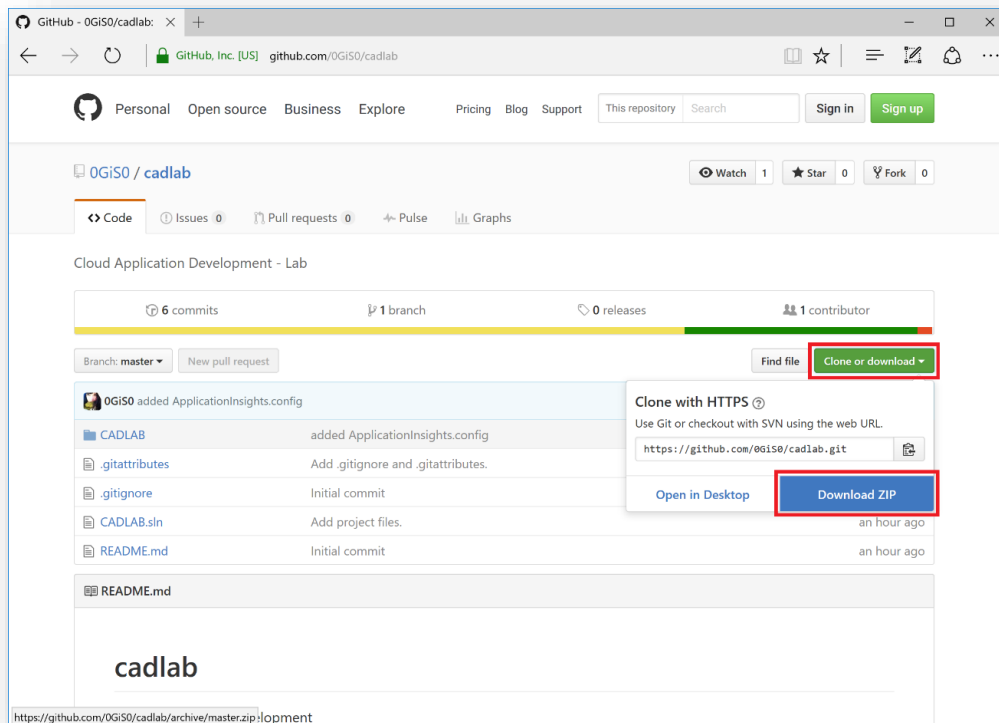 GitHub - 0GiS0/cadlab:
GitHub, Inc. [US] github.com/0GiS0/cadlab
Personal Open source Business Explore Pricing Blog Support This repository Search Sign in Sign up
0GiS0 / cadlab Watch 1 Star 0 Fork 0
Code Issues 0 Pull requests 0 Pulse Graphs
Cloud Application Development - Lab
6 commits 1 branch 0 releases 1 contributor
Branch: master New pull request Find file Clone or download
0GiS0 added ApplicationInsights.config
Clone with HTTPS
Use Git or checkout with SVN using the web URL.
https://github.com/0GiS0/cadlab.git
Open in Desktop Download ZIP
CADLAB added ApplicationInsights.config
.gitattributes Add .gitignore and .gitattributes.
.gitignore Initial commit
CADLAB.sln Add project files. an hour ago
README.md Initial commit an hour ago
README.md
cadlab
https://github.com/0GiS0/cadlab/archive/master.zip lopment